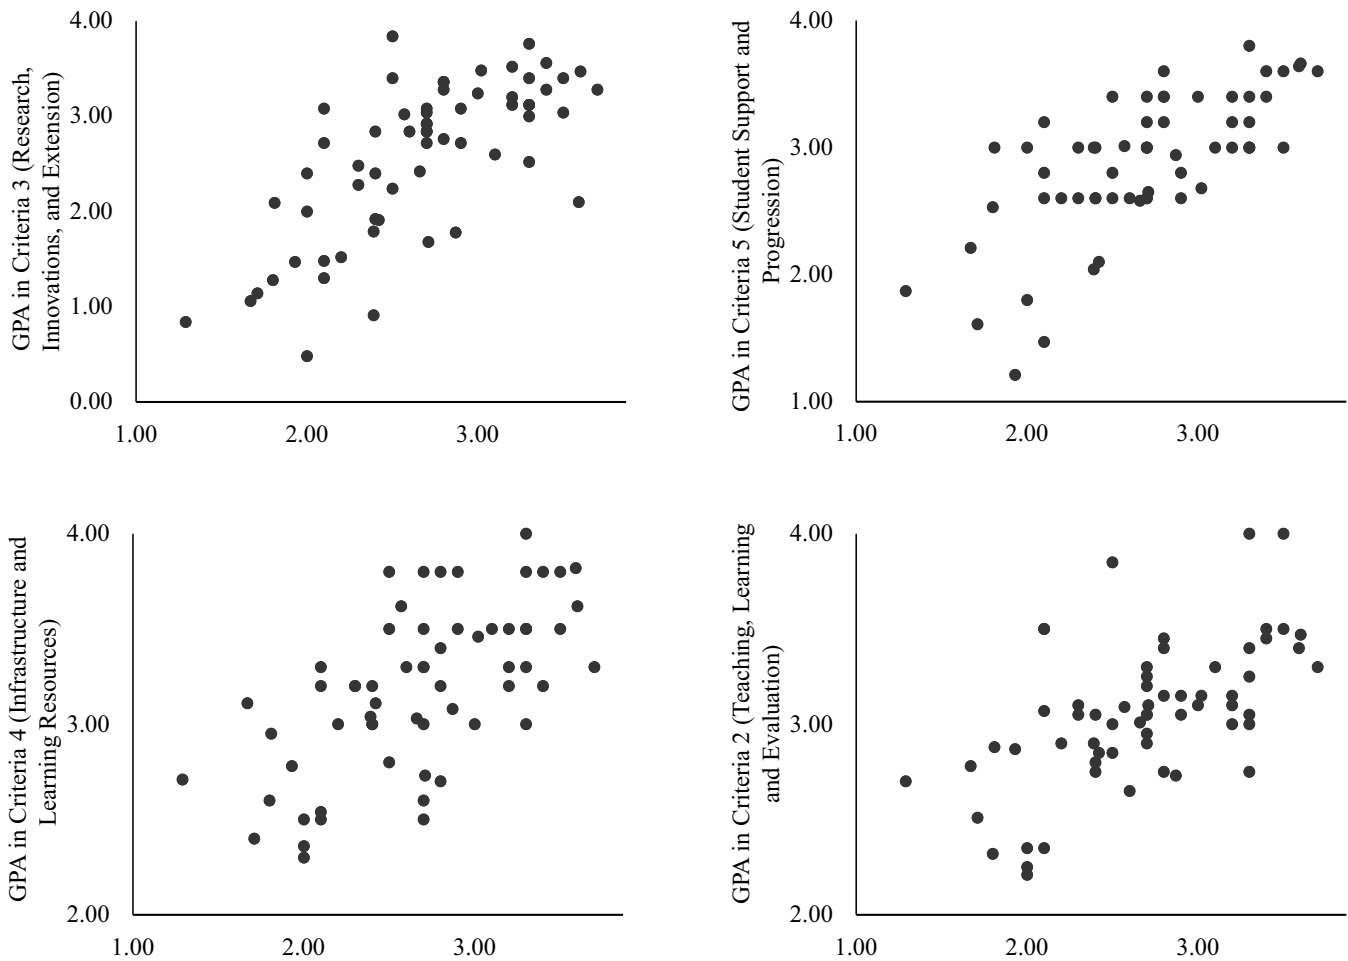 GPA in Criteria 3 (Research,
Innovations, and Extension)
4.00
3.00
2.00
1.00
0.00
1.00 2.00 3.00
GPA in Criteria 5 (Student Support and
Progression)
4.00
3.00
2.00
1.00
1.00 2.00 3.00
GPA in Criteria 4 (Infrastructure and
Learning Resources)
4.00
3.00
2.00
1.00 2.00 3.00
GPA in Criteria 2 (Teaching, Learning
and Evaluation)
4.00
3.00
2.00
1.00 2.00 3.00